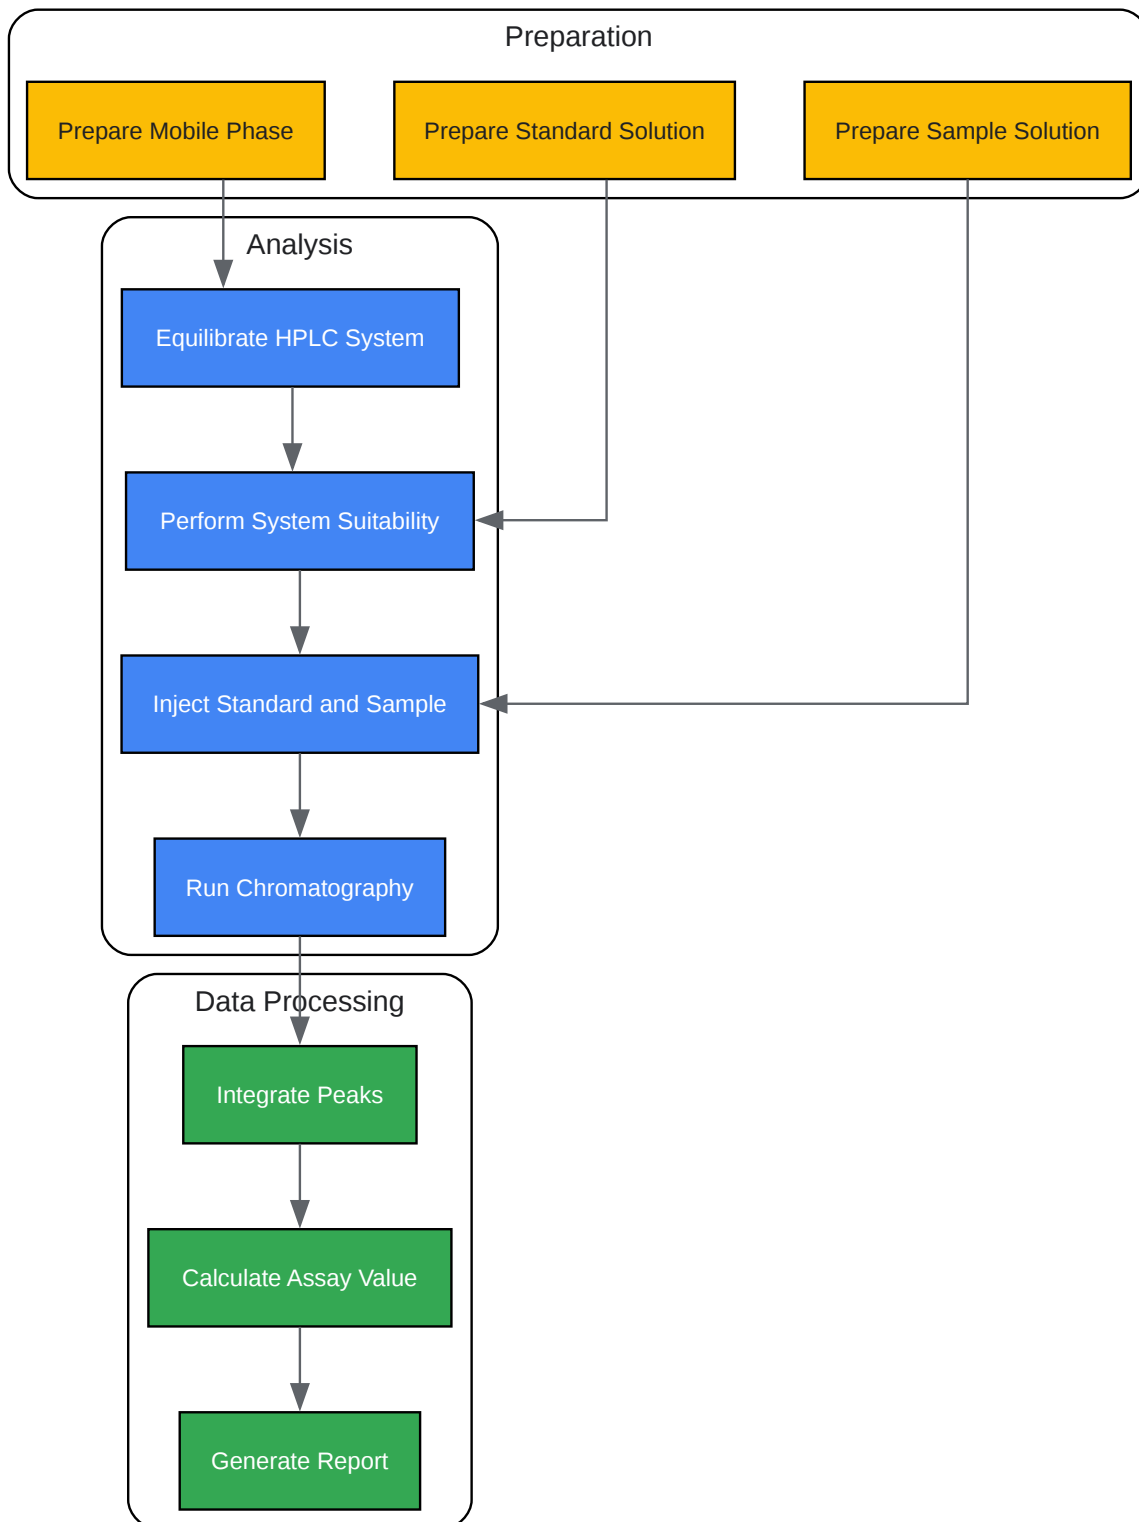 Preparation
Prepare Mobile Phase
Prepare Standard Solution
Prepare Sample Solution
Analysis
Equilibrate HPLC System
Perform System Suitability
Inject Standard and Sample
Run Chromatography
Data Processing
Integrate Peaks
Calculate Assay Value
Generate Report